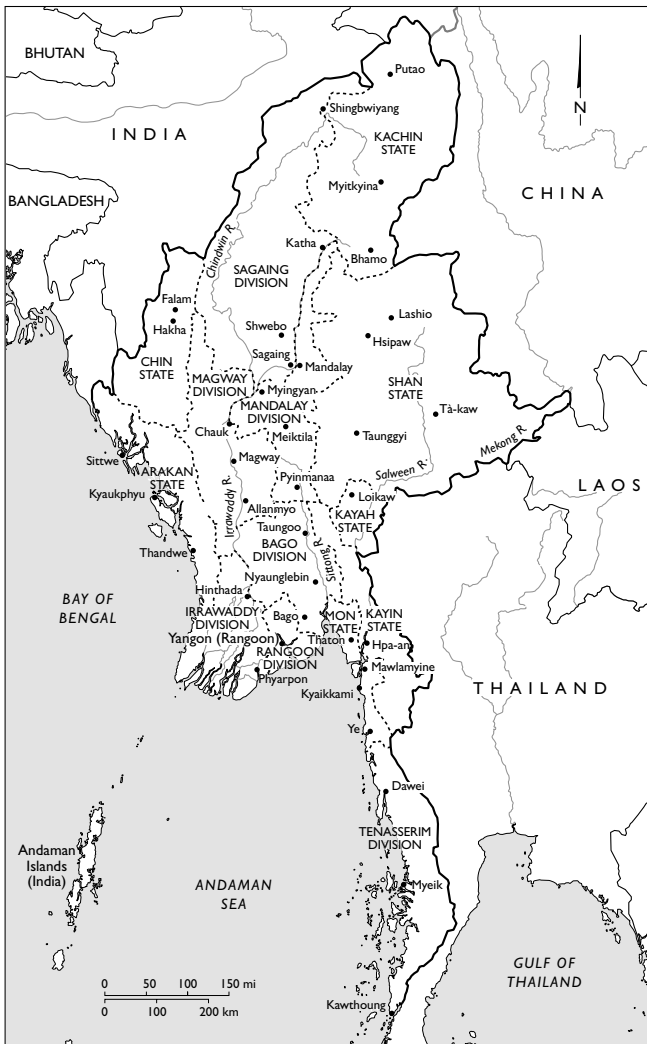 BHUTAN
Putao
N
Shingbwiyang
INDIA
KACHIN
STATE
Myitkyina
CHINA
BANGLADESH
Chindwin R.
Katha
Bhamo
SAGAING
DIVISION
Falam
Hakha
Lashio
Shwebo
Hsipaw
Sagaing
Mandalay
CHIN
STATE
MAGWAY
DIVISION
Myingyan
SHAN
STATE
MANDALAY
DIVISION
Tà-kaw
Chauk
Meiktila
Taunggyi
Mekong R.
Sittwe
Magway
Salween R.
ARAKAN
STATE
Pyinmanaa
LAOS
Kyaukphyu
Irrawaddy R.
Allanmyo
Loikaw
KAYAH
STATE
Taungoo
BAGO
DIVISION
Sittong R.
Thandwe
Nyaunglebin
BAY OF
BENGAL
Hinthada
IRRAWADDY
DIVISION
Bago
MON
STATE
KAYIN
STATE
Yangon (Rangoon)
RANGOON
DIVISION
Thaton
Hpa-an
Phyarpon
Mawlamyine
Kyaikkami
THAILAND
Ye
Dawei
TENASSERIM
DIVISION
Andaman
Islands
(India)
Myeik
ANDAMAN
SEA
GULF OF
THAILAND
0 50 100 150 mi
0 100 200 km
Kawthoung